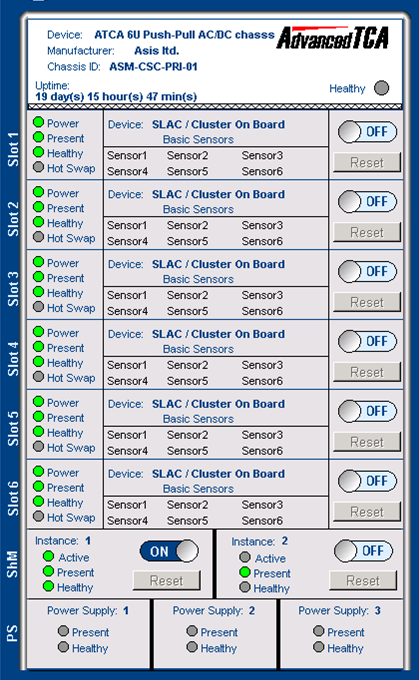 Device: ATCA 6U Push-Pull AC/DC chasss
AdvancedTCA
Manufacturer: Asis ltd.
Chassis ID: ASM-CSC-PRI-01
Uptime:
19 day(s) 15 hour(s) 47 min(s)
Healthy
Slot 1
Power
Present
Healthy
Hot Swap
Device: SLAC / Cluster On Board
Basic Sensors
Sensor1 Sensor2 Sensor3
Sensor4 Sensor5 Sensor6
OFF
Reset
Slot 2
Power
Present
Healthy
Hot Swap
Device: SLAC / Cluster On Board
Basic Sensors
Sensor1 Sensor2 Sensor3
Sensor4 Sensor5 Sensor6
OFF
Reset
Slot 3
Power
Present
Healthy
Hot Swap
Device: SLAC / Cluster On Board
Basic Sensors
Sensor1 Sensor2 Sensor3
Sensor4 Sensor5 Sensor6
OFF
Reset
Slot 4
Power
Present
Healthy
Hot Swap
Device: SLAC / Cluster On Board
Basic Sensors
Sensor1 Sensor2 Sensor3
Sensor4 Sensor5 Sensor6
OFF
Reset
Slot 5
Power
Present
Healthy
Hot Swap
Device: SLAC / Cluster On Board
Basic Sensors
Sensor1 Sensor2 Sensor3
Sensor4 Sensor5 Sensor6
OFF
Reset
Slot 6
Power
Present
Healthy
Hot Swap
Device: SLAC / Cluster On Board
Basic Sensors
Sensor1 Sensor2 Sensor3
Sensor4 Sensor5 Sensor6
OFF
Reset
ShM
Instance: 1
Active
Present
Healthy
ON
Reset
Instance: 2
Active
Present
Healthy
OFF
Reset
PS
Power Supply: 1
Present
Healthy
Power Supply: 2
Present
Healthy
Power Supply: 3
Present
Healthy